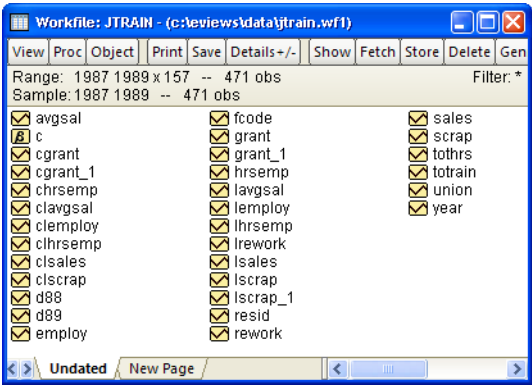 Workfile: JTRAIN - (c:\eviews\data\jtrain.wf1)
View Proc Object Print Save Details+/- Show Fetch Store Delete Gen
Range: 1987 1989 x 157 -- 471 obs Filter: *
Sample: 1987 1989 -- 471 obs
avgsal fcode sales
β c grant scrap
cgrant grant_1 tothrs
cgrant_1 hrsemp totrain
chrsemp lavgsal union
clavgsal lemploy year
clemploy lhrsemp
clhrsemp lrework
clsales lsales
clscrap lscrap
d88 lscrap_1
d89 resid
employ rework
Undated New Page